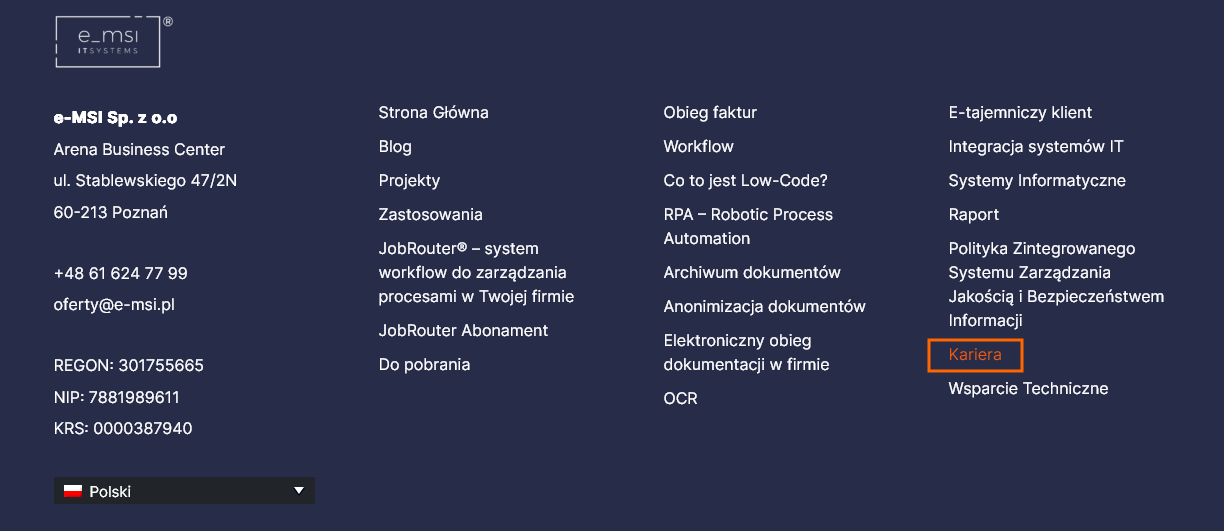 e_msi ®
ITSYSTEMS
e-MSI Sp. z o.o
Arena Business Center
ul. Stablewskiego 47/2N
60-213 Poznań
+48 61 624 77 99
oferty@e-msi.pl
REGON: 301755665
NIP: 7881989611
KRS: 0000387940
Polski
Strona Główna
Blog
Projekty
Zastosowania
JobRouter® – system
workflow do zarządzania
procesami w Twojej firmie
JobRouter Abonament
Do pobrania
Obieg faktur
Workflow
Co to jest Low-Code?
RPA – Robotic Process
Automation
Archiwum dokumentów
Anonimizacja dokumentów
Elektroniczny obieg
dokumentacji w firmie
OCR
E-tajemniczy klient
Integracja systemów IT
Systemy Informatyczne
Raport
Polityka Zintegrowanego
Systemu Zarządzania
Jakością i Bezpieczeństwem
Informacji
Kariera
Wsparcie Techniczne